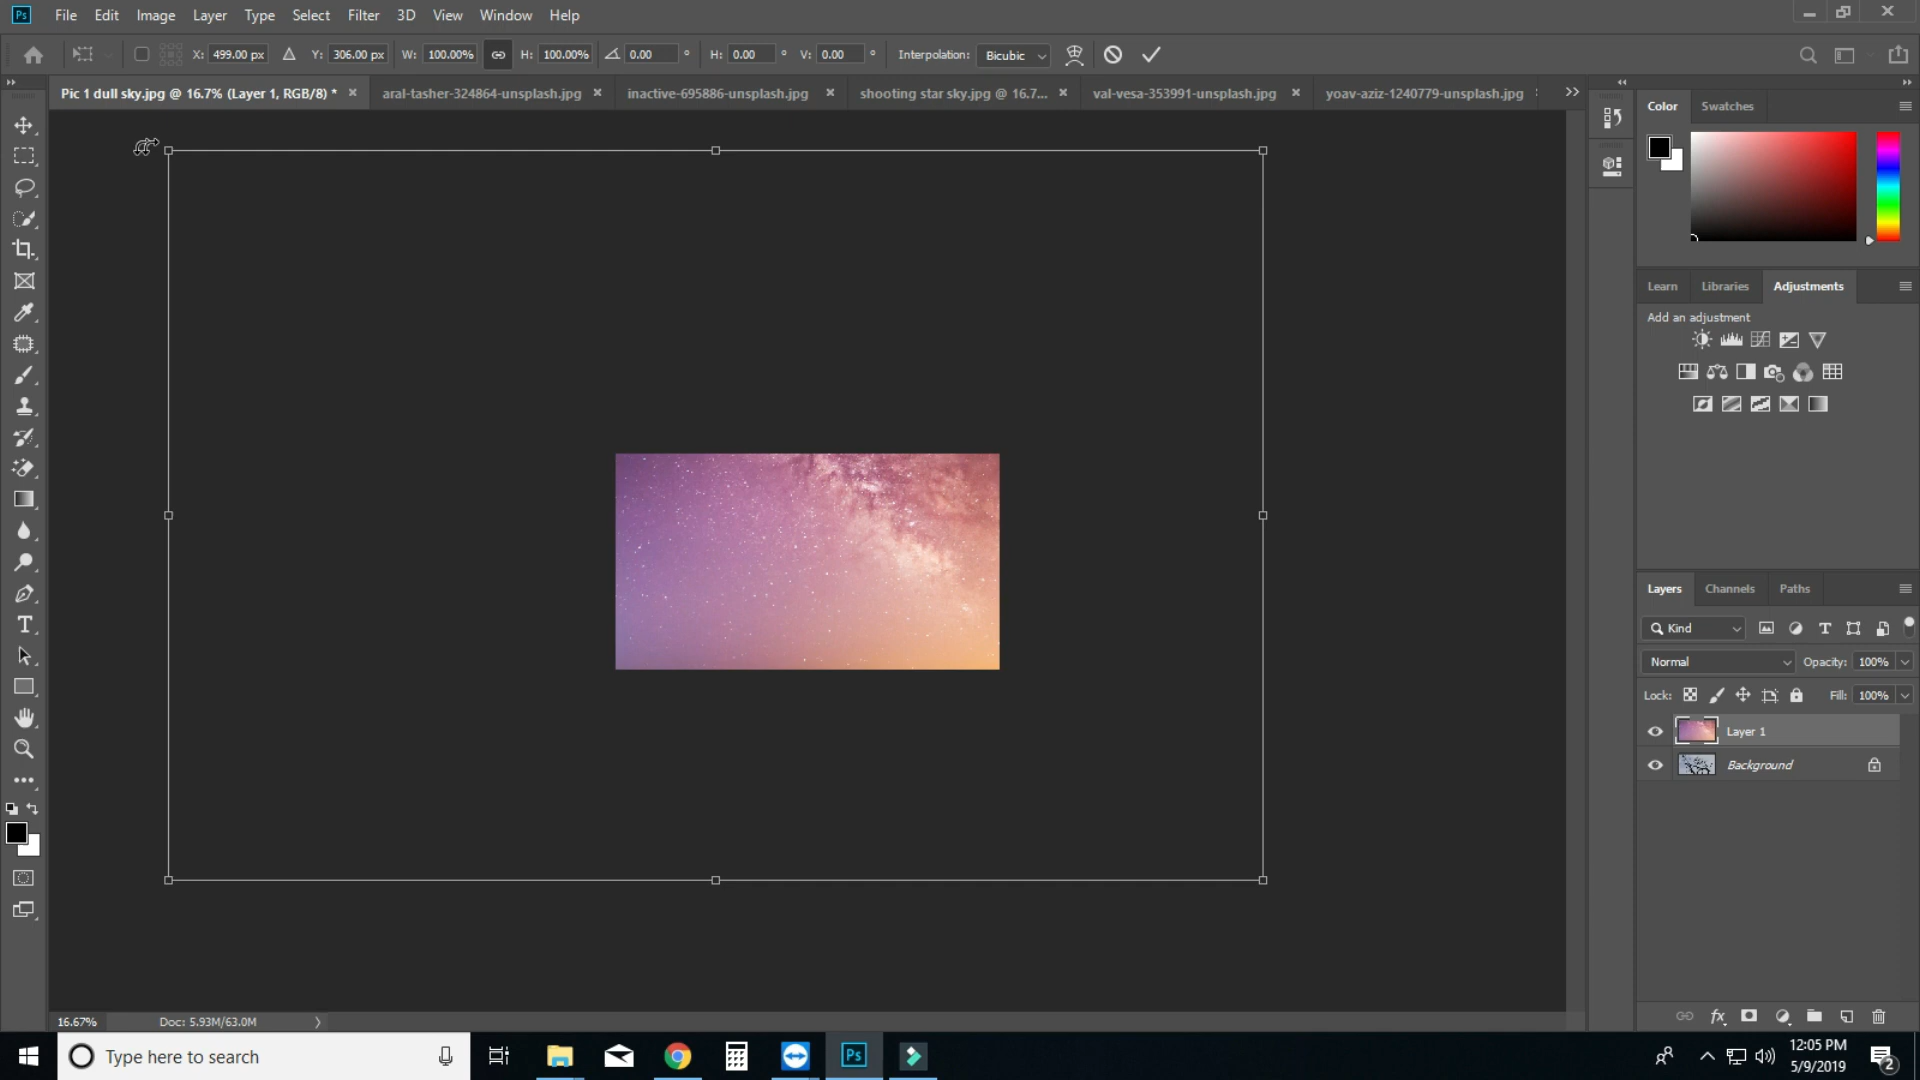 Ps File Edit Image Layer Type Select Filter 3D View Window Help
X: 499.00 px Y: 306.00 px W: 100.00% H: 100.00% 0.00 ° H: 0.00 ° V: 0.00 ° Interpolation: Bicubic
Pic 1 dull sky.jpg @ 16.7% (Layer 1, RGB/8) * × aral-tasher-324864-unsplash.jpg × inactive-695886-unsplash.jpg × shooting star sky.jpg @ 16.7... × val-vesa-353991-unsplash.jpg × yoav-aziz-1240779-unsplash.jpg
Color Swatches
Learn Libraries Adjustments
Add an adjustment
Layers Channels Paths
Kind
Normal Opacity: 100%
Lock: Fill: 100%
Layer 1
Background
fx
16.67% Doc: 5.93M/63.0M
Type here to search
Ps
12:05 PM
5/9/2019
2